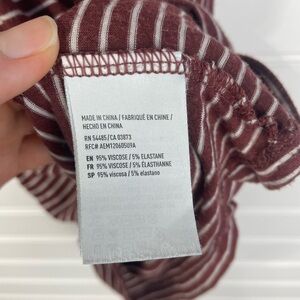 MADE IN CHINA / FABRIQUÉ EN CHINE /
HECHO EN CHINA
RN 54485/CA 03873
RFC# AEM120605U9A
EN 95% VISCOSE / 5% ELASTANE
FR 95% VISCOSE / 5% ÉLASTHANNE
SP 95% viscosa / 5% elastano